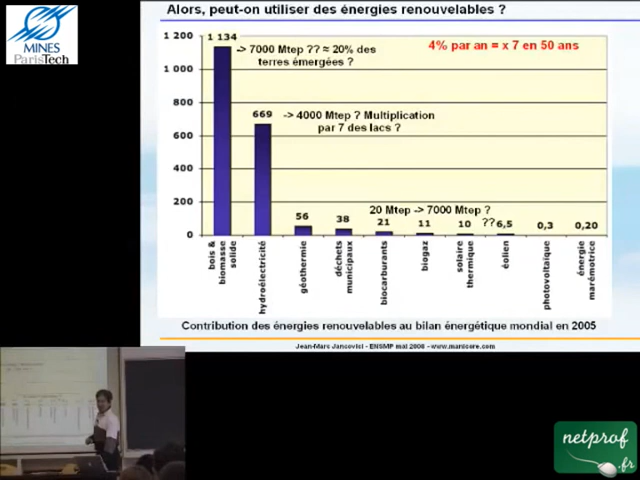 Alors, peut-on utiliser des énergies renouvelables ?
MINES
ParisTech
1 200
1 000
800
600
400
200
0
1 134
-> 7000 Mtep ?? ≈ 20% des
terres émergées ?
4% par an = x 7 en 50 ans
669
-> 4000 Mtep ? Multiplication
par 7 des lacs ?
20 Mtep -> 7000 Mtep ?
56
38
21
11
10
??
6,5
0,3
0,20
bois &
biomasse
solide
hydroélectricité
géothermie
déchets
municipaux
biocarburants
biogaz
solaire
thermique
éolien
photovoltaïque
énergie
marémotrice
Contribution des énergies renouvelables au bilan énergétique mondial en 2005
Jean-Marc Jancovici - ENSMP mai 2008 - www.manicore.com
netprof
.fr